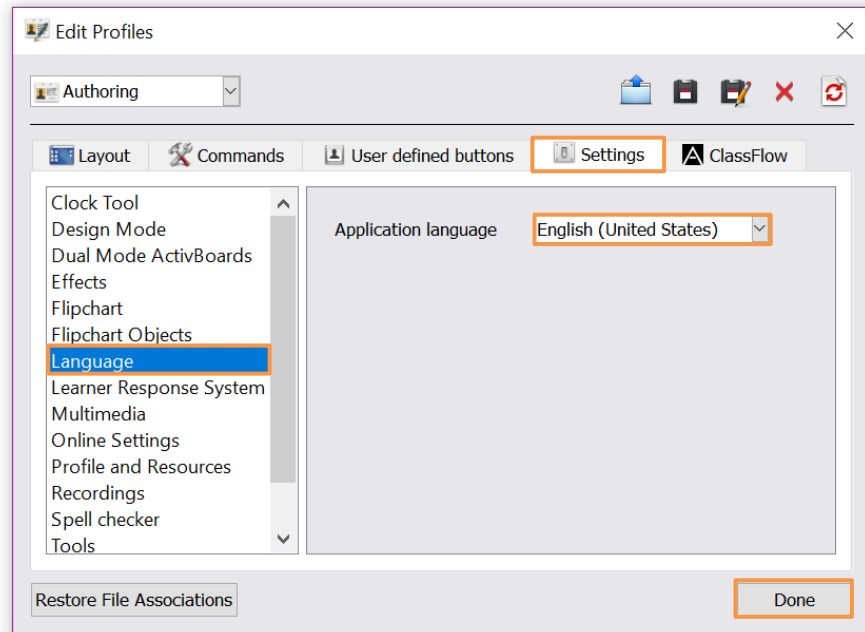 Edit Profiles
Authoring
Layout
Commands
User defined buttons
Settings
ClassFlow
Clock Tool
Design Mode
Dual Mode ActivBoards
Effects
Flipchart
Flipchart Objects
Language
Learner Response System
Multimedia
Online Settings
Profile and Resources
Recordings
Spell checker
Tools
Application language
English (United States)
Restore File Associations
Done